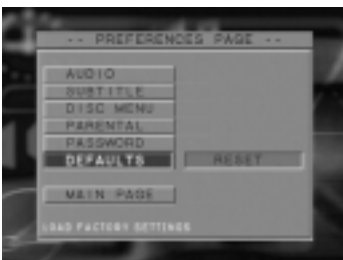 -- PREFERENCES PAGE --
AUDIO
SUBTITLE
DISC MENU
PARENTAL
PASSWORD
DEFAULTS RESET
MAIN PAGE
LOAD FACTORY SETTINGS